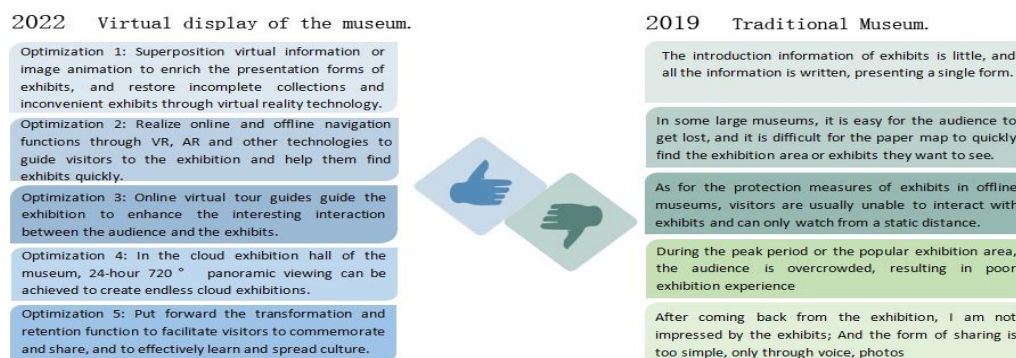 2022 Virtual display of the museum.
Optimization 1: Superposition virtual information or
image animation to enrich the presentation forms of
exhibits, and restore incomplete collections and
inconvenient exhibits through virtual reality technology.
Optimization 2: Realize online and offline navigation
functions through VR, AR and other technologies to
guide visitors to the exhibition and help them find
exhibits quickly.
Optimization 3: Online virtual tour guides guide the
exhibition to enhance the interesting interaction
between the audience and the exhibits.
Optimization 4: In the cloud exhibition hall of the
museum, 24-hour 720 ° panoramic viewing can be
achieved to create endless cloud exhibitions.
Optimization 5: Put forward the transformation and
retention function to facilitate visitors to commemorate
and share, and to effectively learn and spread culture.
2019 Traditional Museum.
The introduction information of exhibits is little, and
all the information is written, presenting a single form.
In some large museums, it is easy for the audience to
get lost, and it is difficult for the paper map to quickly
find the exhibition area or exhibits they want to see.
As for the protection measures of exhibits in offline
museums, visitors are usually unable to interact with
exhibits and can only watch from a static distance.
During the peak period or the popular exhibition area,
the audience is overcrowded, resulting in poor
exhibition experience
After coming back from the exhibition, I am not
impressed by the exhibits; And the form of sharing is
too simple, only through voice, photos